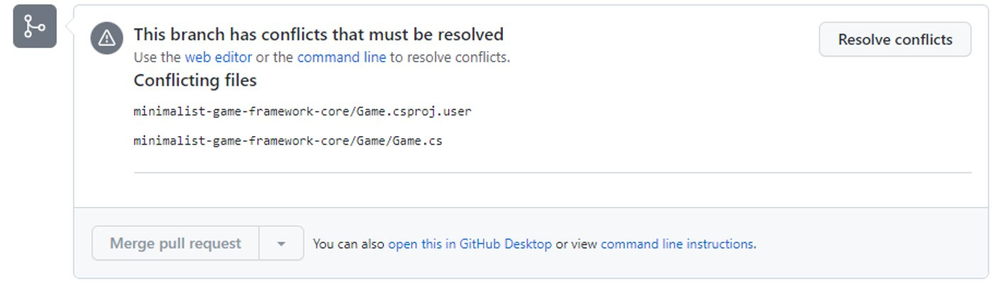 This branch has conflicts that must be resolved
Resolve conflicts
Use the web editor or the command line to resolve conflicts.
Conflicting files
minimalist-game-framework-core/Game.csproj.user
minimalist-game-framework-core/Game/Game.cs
Merge pull request
You can also open this in GitHub Desktop or view command line instructions.